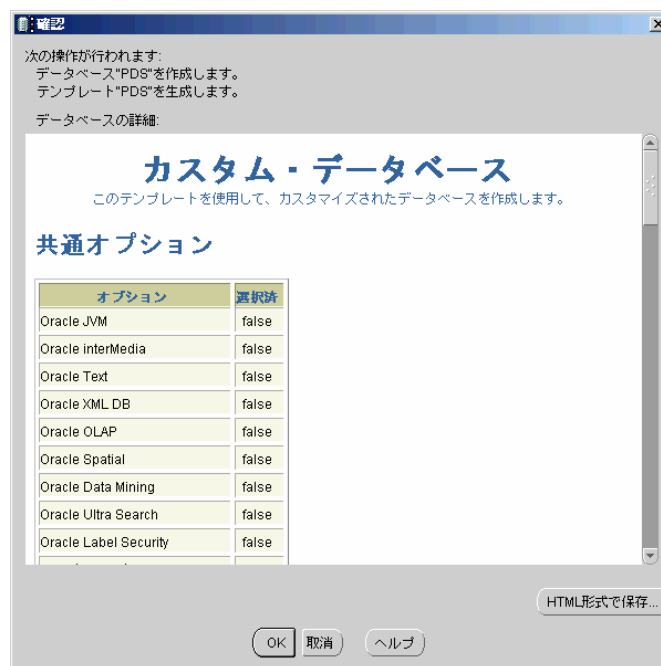 確認
次の操作が行われます:
データベース"PDS"を作成します。
テンプレート"PDS"を生成します。
データベースの詳細:
カスタム・データベース
このテンプレートを使用して、カスタマイズされたデータベースを作成します。
共通オプション
オプション 選択済
Oracle JVM false
Oracle interMedia false
Oracle Text false
Oracle XML DB false
Oracle OLAP false
Oracle Spatial false
Oracle Data Mining false
Oracle Ultra Search false
Oracle Label Security false
HTML形式で保存...
OK 取消 ヘルプ